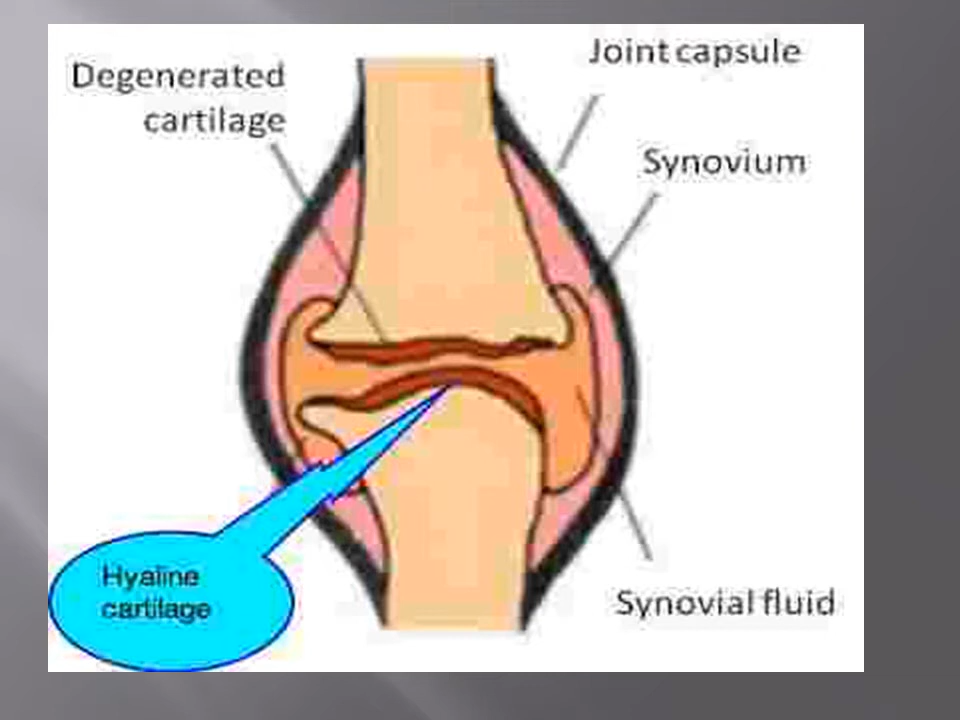 Degenerated
cartilage
Joint capsule
Synovium
Hyaline
cartilage
Synovial fluid